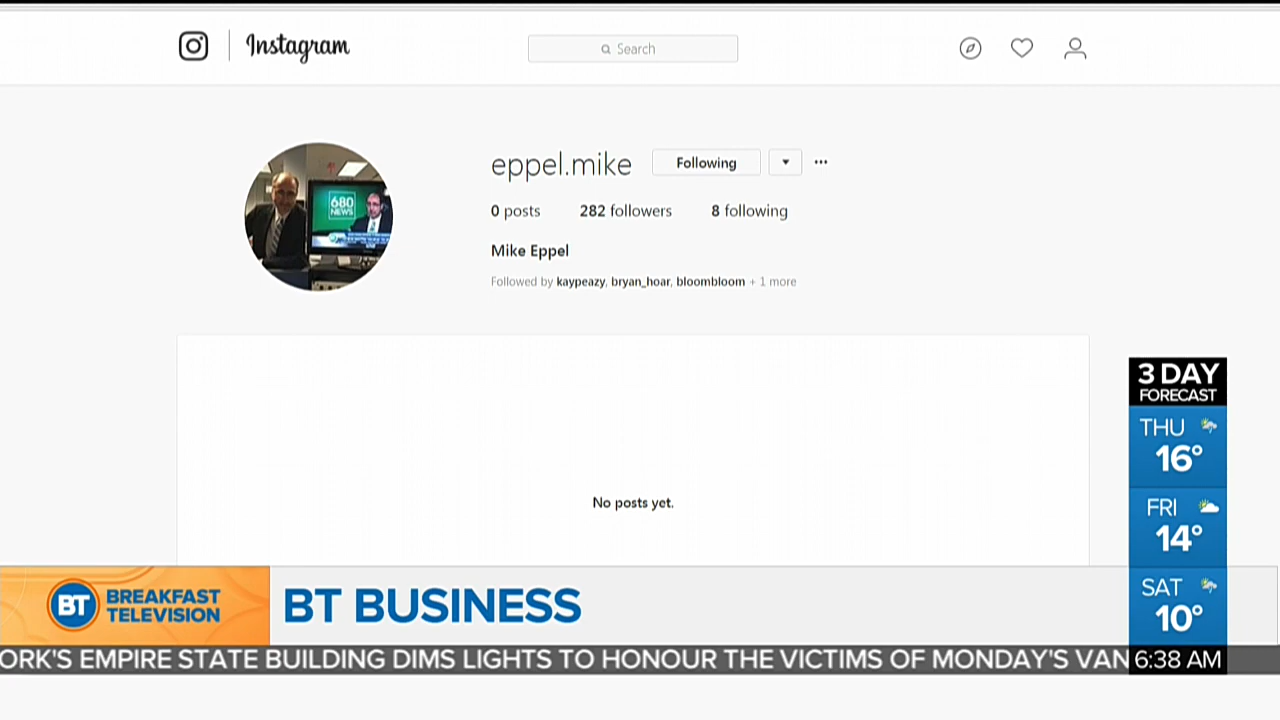 Instagram
Search
eppel.mike Following
0 posts 282 followers 8 following
Mike Eppel
Followed by kaypeazy, bryan_hoar, bloombloom + 1 more
680
NEWS
No posts yet.
3 DAY
FORECAST
THU
16°
FRI
14°
SAT
10°
BT BREAKFAST
TELEVISION
BT BUSINESS
ORK'S EMPIRE STATE BUILDING DIMS LIGHTS TO HONOUR THE VICTIMS OF MONDAY'S VAN
6:38 AM